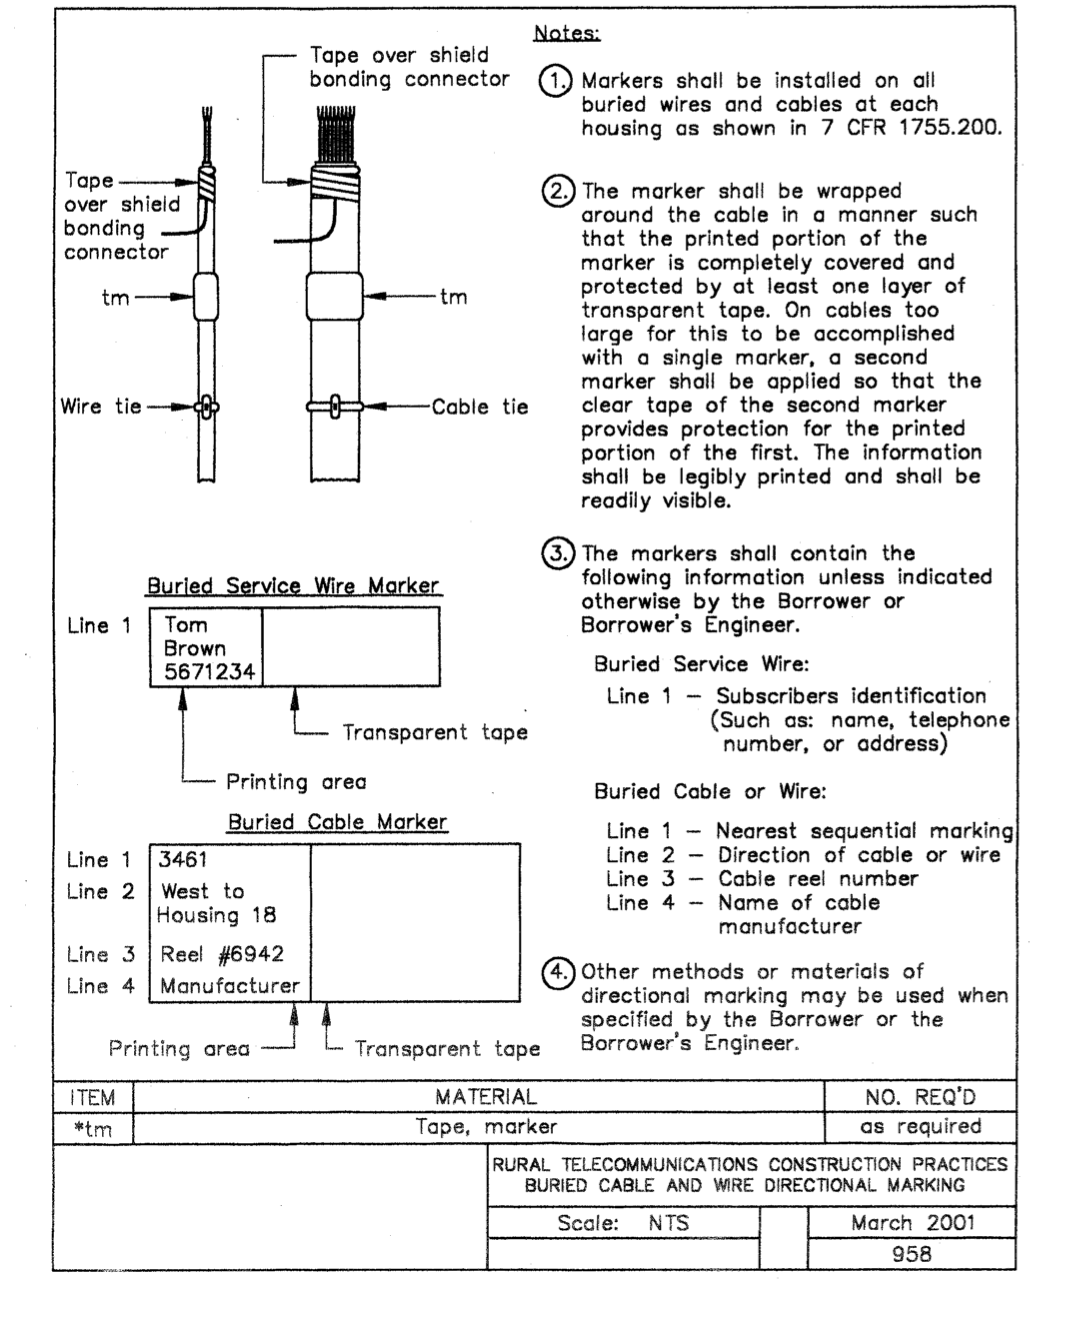 Tape over shield
bonding connector
Tape
over shield
bonding
connector
tm
tm
Wire tie
Cable tie
Buried Service Wire Marker
Line 1
Tom
Brown
5671234
Transparent tape
Printing area
Buried Cable Marker
Line 1
3461
Line 2
West to
Housing 18
Line 3
Reel #6942
Line 4
Manufacturer
Printing area
Transparent tape
Notes:
1. Markers shall be installed on all
buried wires and cables at each
housing as shown in 7 CFR 1755.200.
2. The marker shall be wrapped
around the cable in a manner such
that the printed portion of the
marker is completely covered and
protected by at least one layer of
transparent tape. On cables too
large for this to be accomplished
with a single marker, a second
marker shall be applied so that the
clear tape of the second marker
provides protection for the printed
portion of the first. The information
shall be legibly printed and shall be
readily visible.
3. The markers shall contain the
following information unless indicated
otherwise by the Borrower or
Borrower's Engineer.
Buried Service Wire:
Line 1 – Subscribers identification
(Such as: name, telephone
number, or address)
Buried Cable or Wire:
Line 1 – Nearest sequential marking
Line 2 – Direction of cable or wire
Line 3 – Cable reel number
Line 4 – Name of cable
manufacturer
4. Other methods or materials of
directional marking may be used when
specified by the Borrower or the
Borrower's Engineer.
ITEM MATERIAL NO. REQ'D
*tm Tape, marker as required
RURAL TELECOMMUNICATIONS CONSTRUCTION PRACTICES
BURIED CABLE AND WIRE DIRECTIONAL MARKING
Scale: NTS March 2001
958